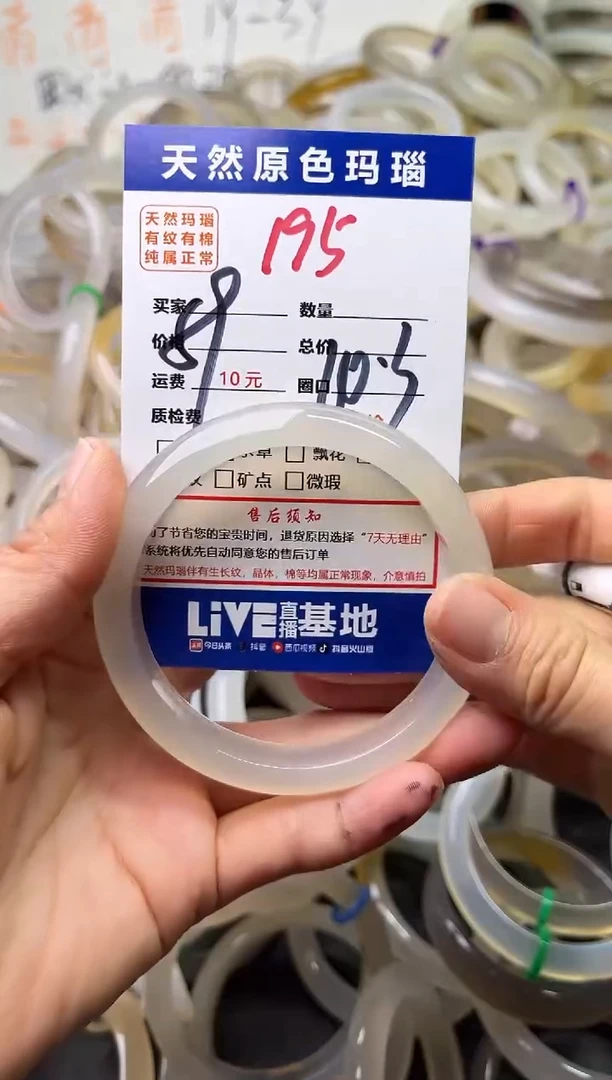 天然原色玛瑙
天然玛瑙
有纹有棉
纯属正常
195
买家 数量
价格 总价
运费 10元 圈口
10.5
质检费
飘花
矿点 微瑕
售后须知
了节省您的宝贵时间，退货原因选择“7天无理由”
系统将优先自动同意您的售后订单
天然玛瑙伴有生长纹，晶体，棉等均属正常现象，介意慎拍
LiVE直播基地
今日头条 抖音 西瓜视频 抖音火山版